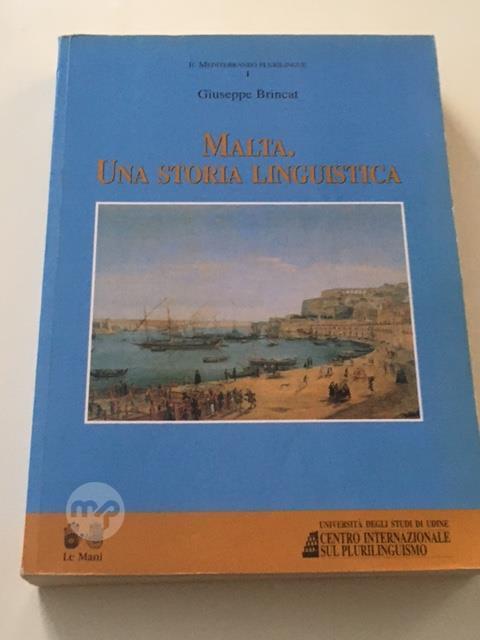 IL MEDITERRANEO PLURILINGUE
1
Giuseppe Brincat
MALTA.
UNA STORIA LINGUISTICA
mp
Le Mani
UNIVERSITÀ DEGLI STUDI DI UDINE
CENTRO INTERNAZIONALE
SUL PLURILINGUISMO